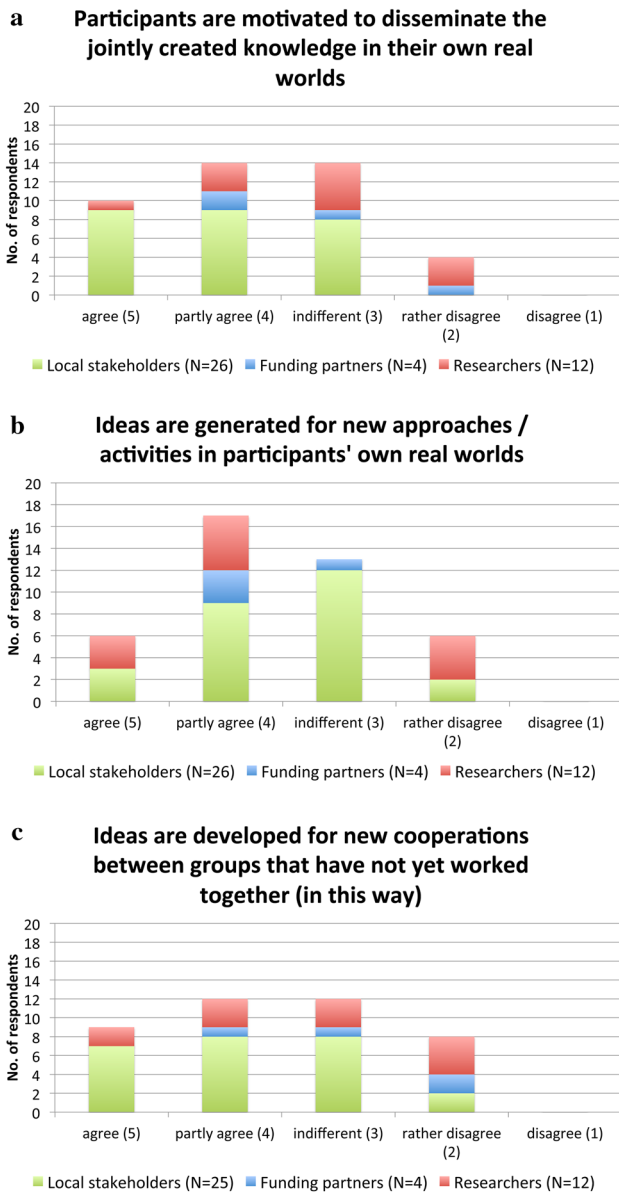 a
Participants are motivated to disseminate the
jointly created knowledge in their own real
worlds
No. of respondents
20
18
16
14
12
10
8
6
4
2
0
agree (5) partly agree (4) indifferent (3) rather disagree (2) disagree (1)
Local stakeholders (N=26) Funding partners (N=4) Researchers (N=12)
b
Ideas are generated for new approaches /
activities in participants' own real worlds
No. of respondents
20
18
16
14
12
10
8
6
4
2
0
agree (5) partly agree (4) indifferent (3) rather disagree (2) disagree (1)
Local stakeholders (N=26) Funding partners (N=4) Researchers (N=12)
c
Ideas are developed for new cooperations
between groups that have not yet worked
together (in this way)
No. of respondents
20
18
16
14
12
10
8
6
4
2
0
agree (5) partly agree (4) indifferent (3) rather disagree (2) disagree (1)
Local stakeholders (N=25) Funding partners (N=4) Researchers (N=12)